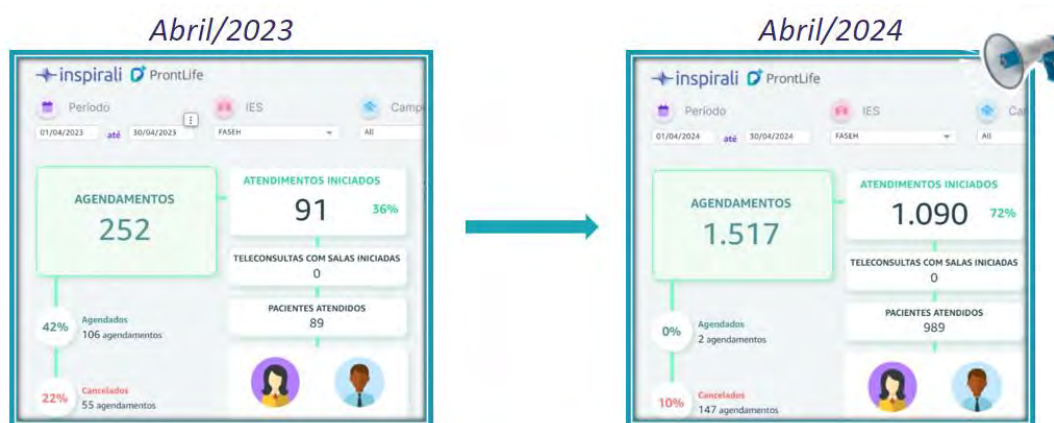 Abril/2023
inspirali ProntLife
Período
IES
01/04/2023 até 30/04/2023
FASEH
All
AGENDAMENTOS
252
ATENDIMENTOS INICIADOS
91 36%
TELECONSULTAS COM SALAS INICIADAS
0
PACIENTES ATENDIDOS
89
42%
Agendados
106 agendamentos
22%
Cancelados
55 agendamentos
Abril/2024
inspirali ProntLife
Período
IES
01/04/2024 até 30/04/2024
FASEH
All
AGENDAMENTOS
1.517
ATENDIMENTOS INICIADOS
1.090 72%
TELECONSULTAS COM SALAS INICIADAS
0
PACIENTES ATENDIDOS
989
0%
Agendados
2 agendamentos
10%
Cancelados
147 agendamentos